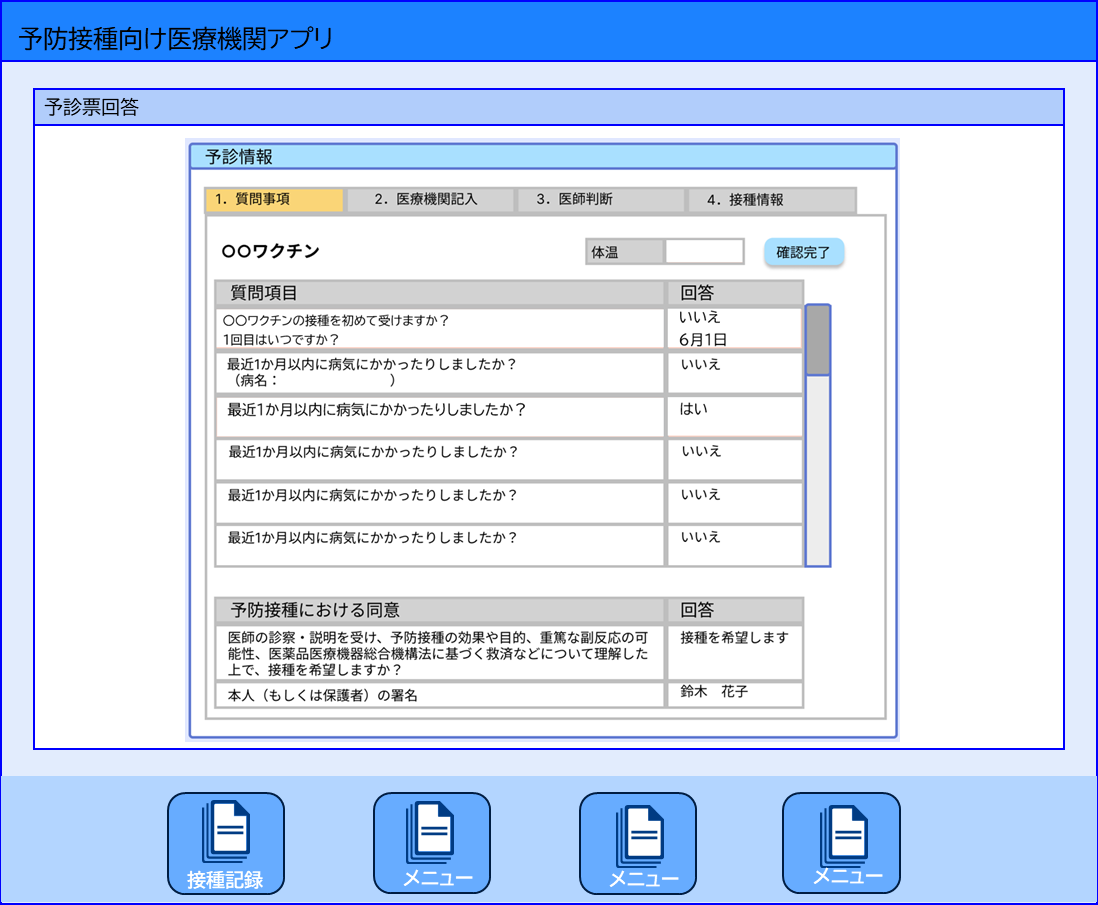 予防接種向け医療機関アプリ
予診票回答
予診情報
1．質問事項 2．医療機関記入 3．医師判断 4．接種情報
〇〇ワクチン 体温 確認完了
質問項目 回答
〇〇ワクチンの接種を初めて受けますか？ いいえ
1回目はいつですか？ 6月1日
最近1か月以内に病気にかかったりしましたか？ いいえ
（病名： ）
最近1か月以内に病気にかかったりしましたか？ はい
最近1か月以内に病気にかかったりしましたか？ いいえ
最近1か月以内に病気にかかったりしましたか？ いいえ
最近1か月以内に病気にかかったりしましたか？ いいえ
予防接種における同意 回答
医師の診察・説明を受け、予防接種の効果や目的、重篤な副反応の可 接種を希望します
能性、医薬品医療機器総合機構法に基づく救済などについて理解した
上で、接種を希望しますか？
本人（もしくは保護者）の署名 鈴木　花子
接種記録 メニュー メニュー メニュー